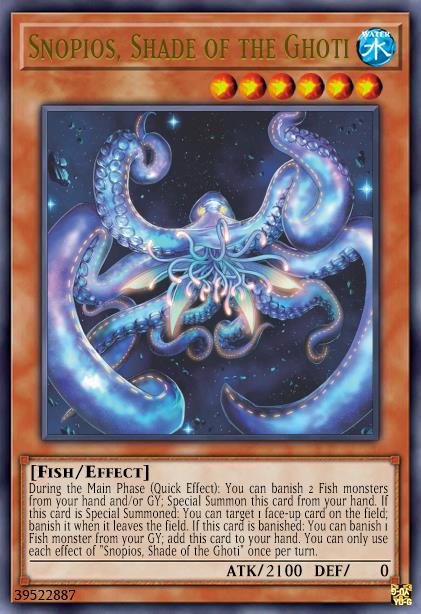 Snopios, Shade of the Ghoti
WATER
水
[Fish/Effect]
During the Main Phase (Quick Effect): You can banish 2 Fish monsters
from your hand and/or GY; Special Summon this card from your hand. If
this card is Special Summoned: You can target 1 face-up card on the field;
banish it when it leaves the field. If this card is banished: You can banish 1
Fish monster from your GY; add this card to your hand. You can only use
each effect of "Snopios, Shade of the Ghoti" once per turn.
ATK/2100 DEF/ 0
39522887